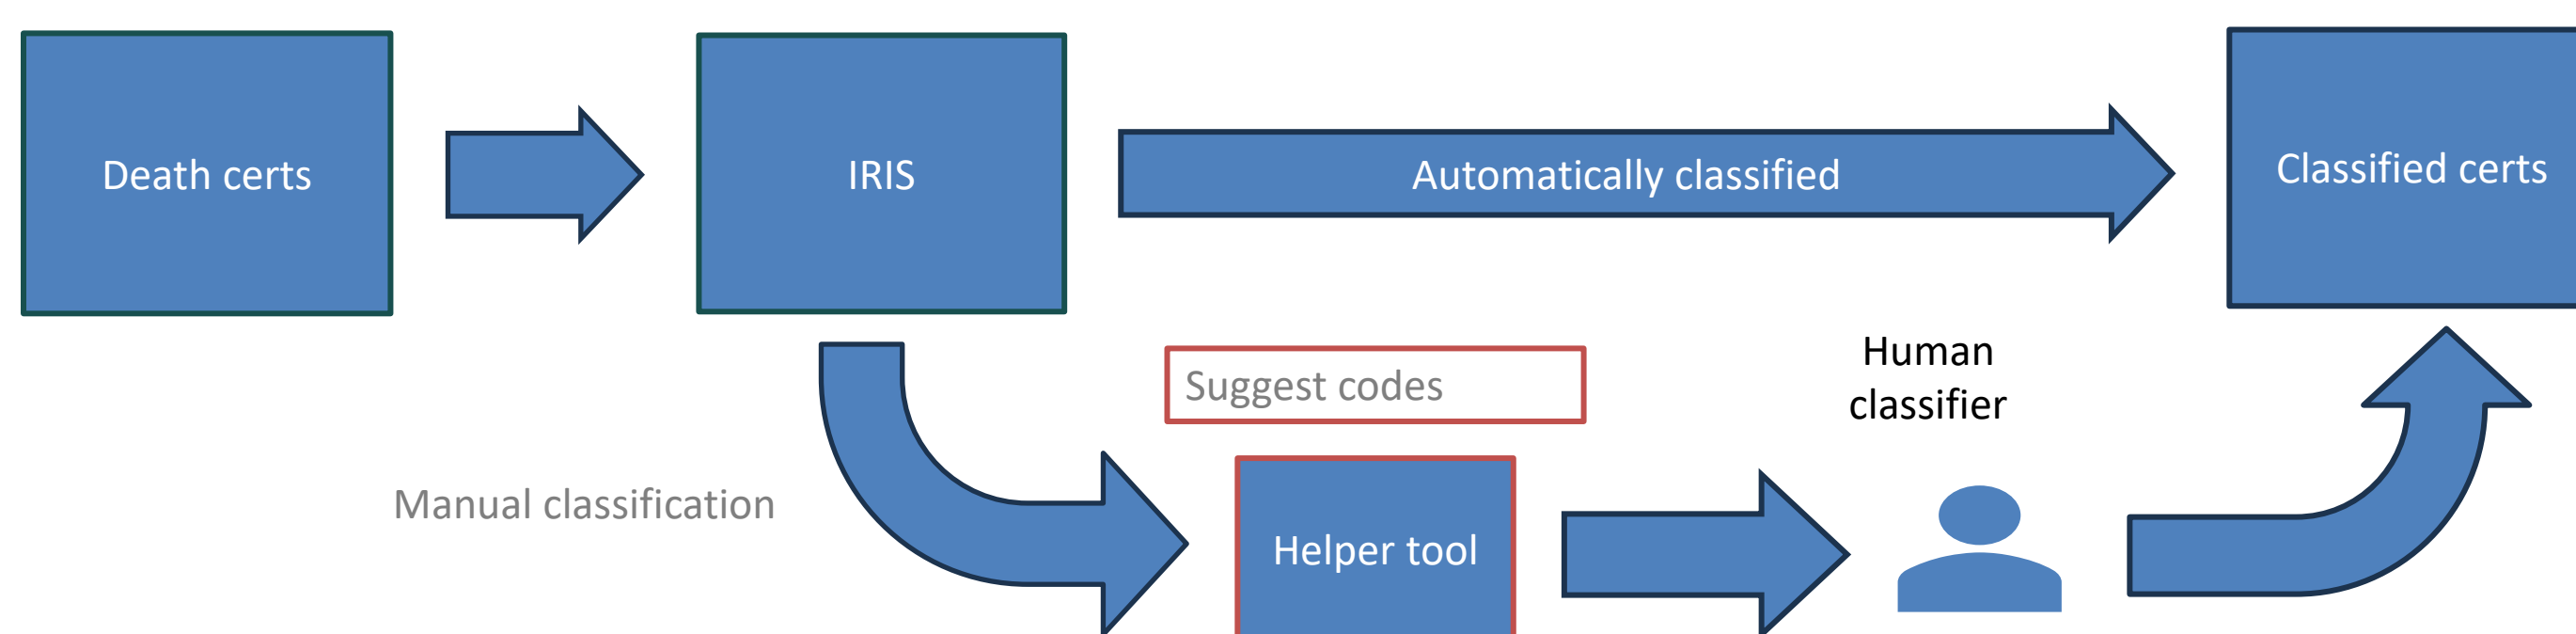 Death certs
IRIS
Automatically classified
Classified certs
Suggest codes
Human
classifier
Manual classification
Helper tool